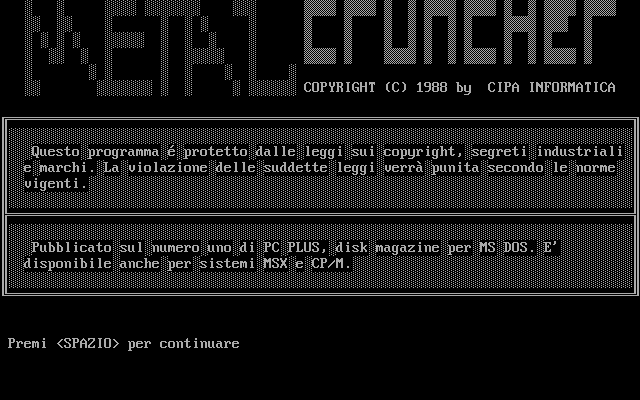 METAL cruncher
COPYRIGHT (C) 1988 by CIPA INFORMATICA
Questo programma é protetto dalle leggi sui copyright, segreti industriali
e marchi. La violazione delle suddette leggi verrà punita secondo le norme
vigenti.
Pubblicato sul numero uno di PC PLUS, disk magazine per MS DOS. E'
disponibile anche per sistemi MSX e CP/M.
Premi <SPAZIO> per continuare